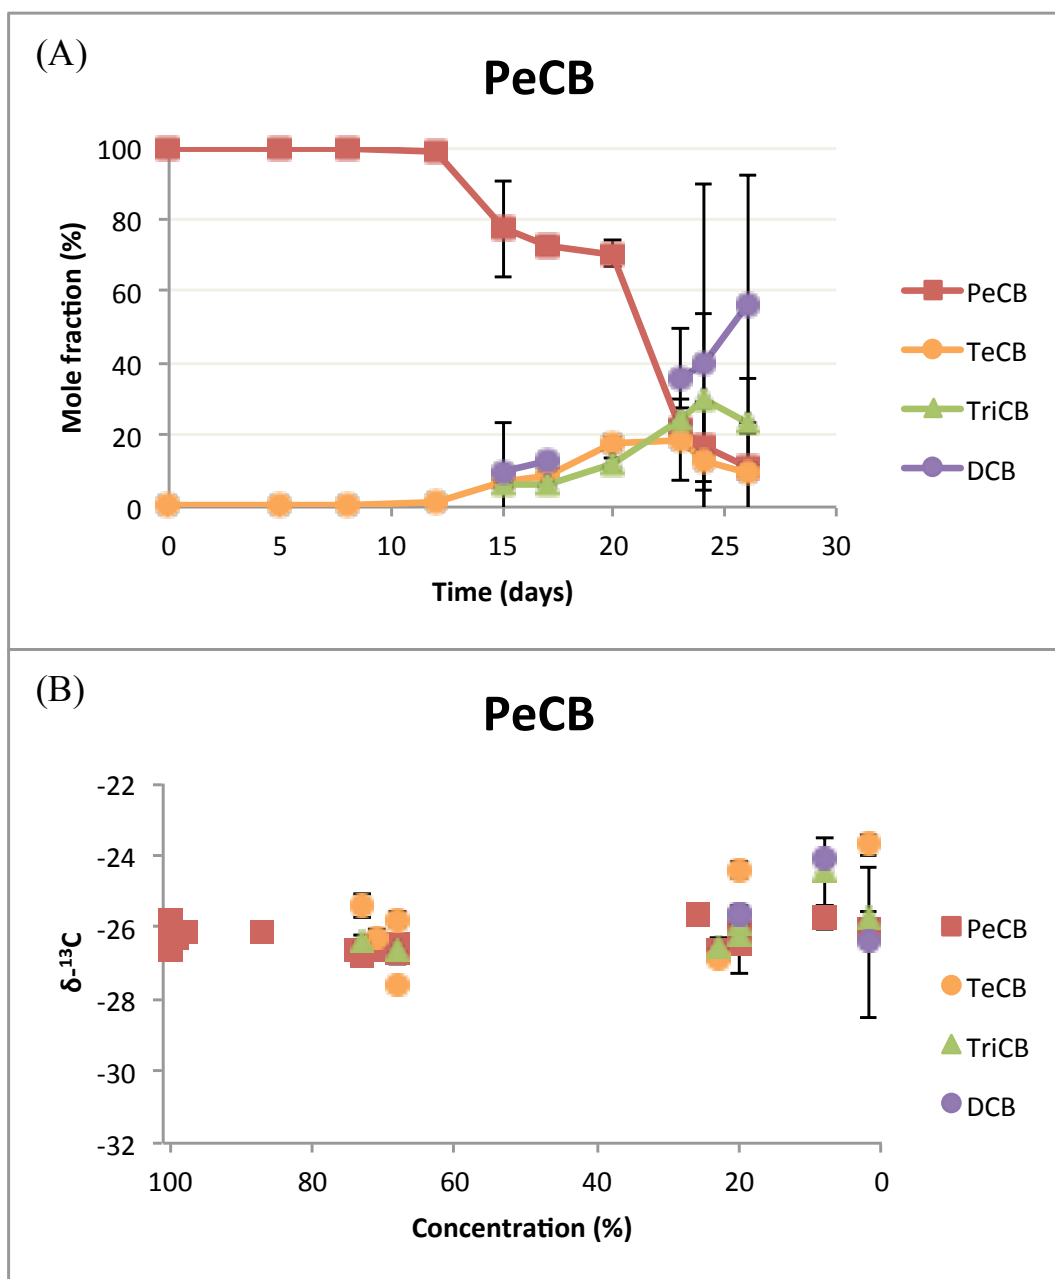 (A)
PeCB
100
80
60
40
20
0
Mole fraction (%)
0 5 10 15 20 25 30
Time (days)
PeCB
TeCB
TriCB
DCB
(B)
PeCB
-22
-24
-26
-28
-30
-32
δ-¹³C
100 80 60 40 20 0
Concentration (%)
PeCB
TeCB
TriCB
DCB